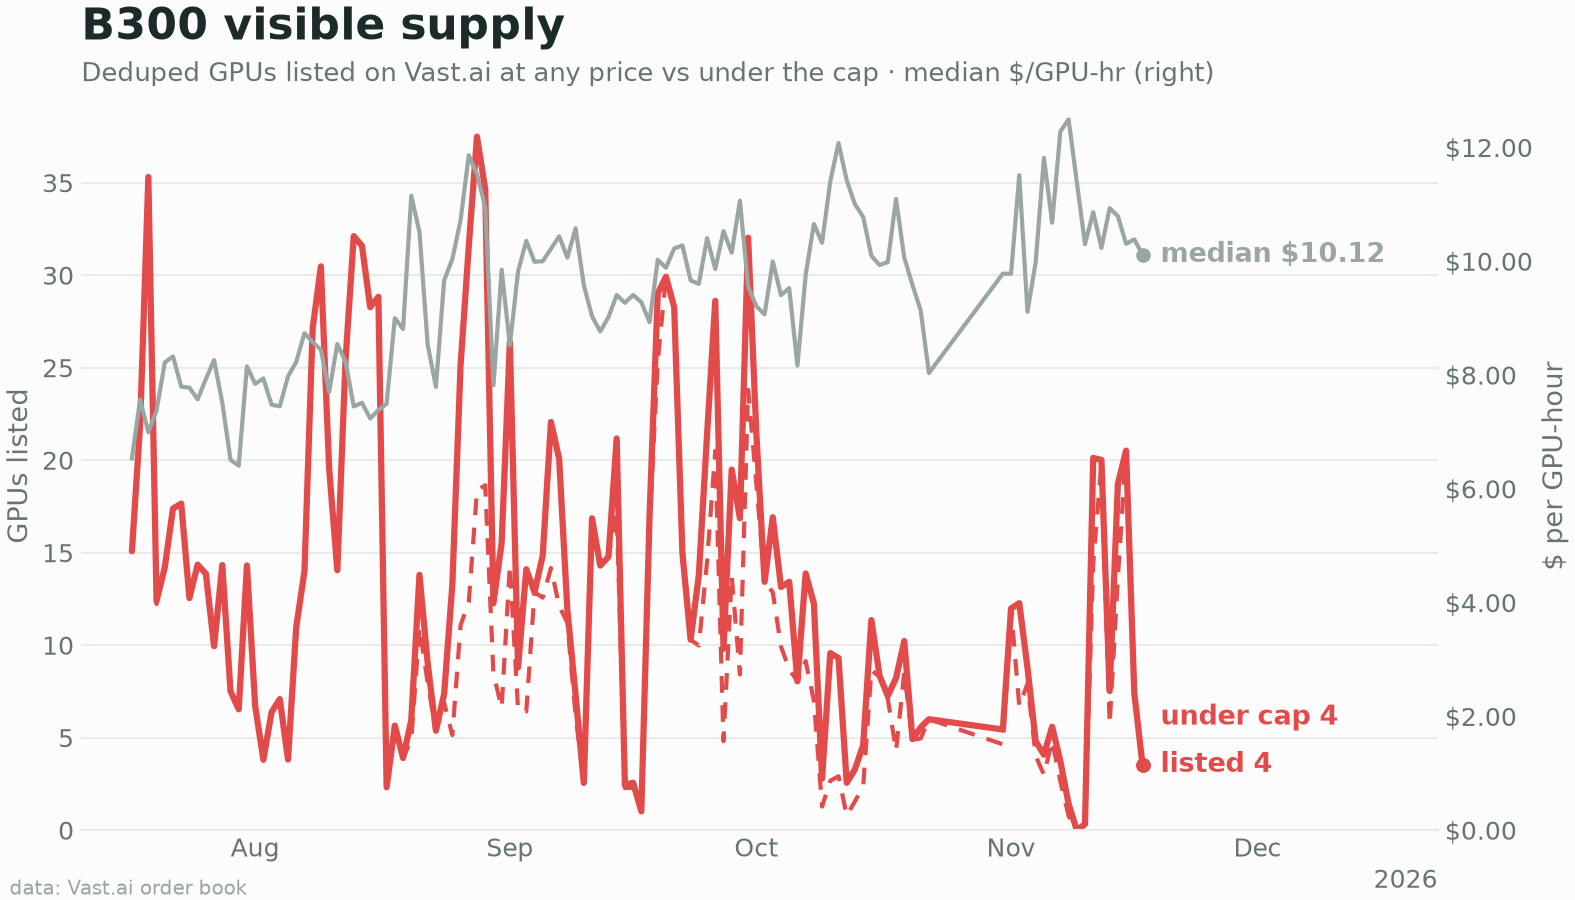 B300 visible supply
Deduped GPUs listed on Vast.ai at any price vs under the cap · median $/GPU-hr (right)
GPUs listed
35
30
25
20
15
10
5
0
$12.00
$10.00
$8.00
$6.00
$4.00
$2.00
$0.00
$ per GPU-hour
median $10.12
under cap 4
listed 4
Aug
Sep
Oct
Nov
Dec
2026
data: Vast.ai order book